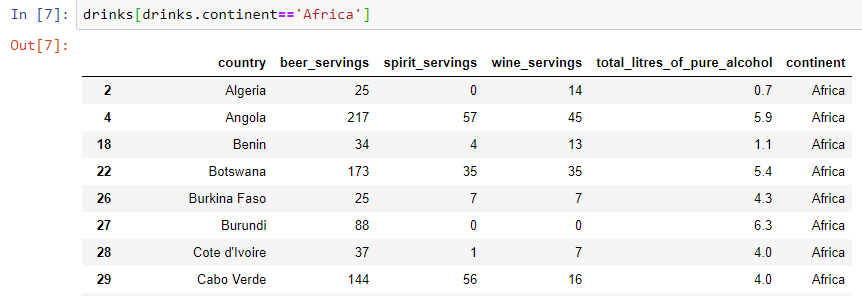 In [7]: drinks[drinks.continent=='Africa']
Out[7]:
country beer_servings spirit_servings wine_servings total_litres_of_pure_alcohol continent
2 Algeria 25 0 14 0.7 Africa
4 Angola 217 57 45 5.9 Africa
18 Benin 34 4 13 1.1 Africa
22 Botswana 173 35 35 5.4 Africa
26 Burkina Faso 25 7 7 4.3 Africa
27 Burundi 88 0 0 6.3 Africa
28 Cote d'Ivoire 37 1 7 4.0 Africa
29 Cabo Verde 144 56 16 4.0 Africa